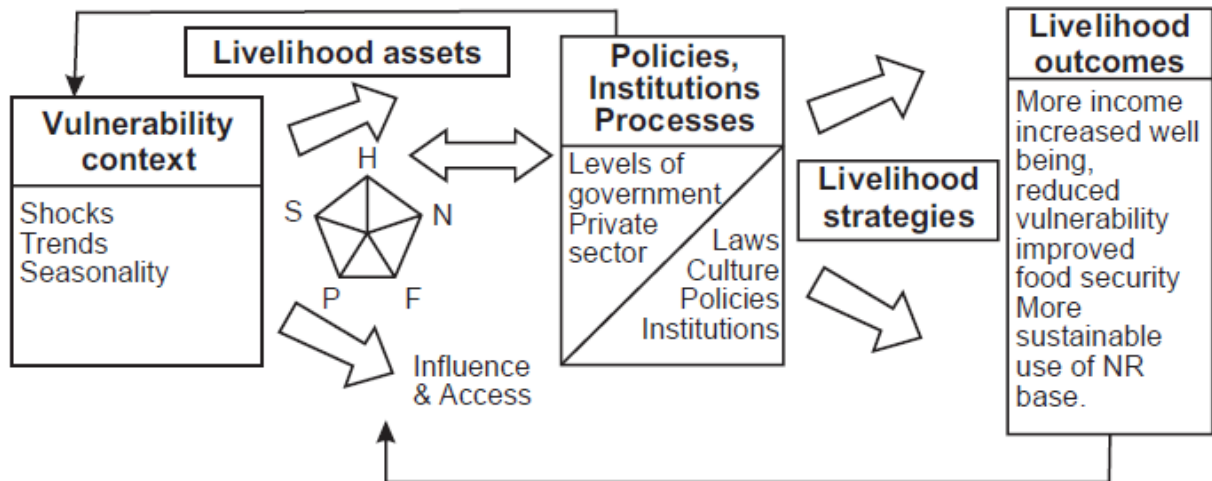 Livelihood assets
Vulnerability
context
Shocks
Trends
Seasonality
H
S
N
P
F
Influence
& Access
Policies,
Institutions
Processes
Levels of
government
Private
sector
Laws
Culture
Policies
Institutions
Livelihood
strategies
Livelihood
outcomes
More income
increased well
being,
reduced
vulnerability
improved
food security
More
sustainable
use of NR
base.